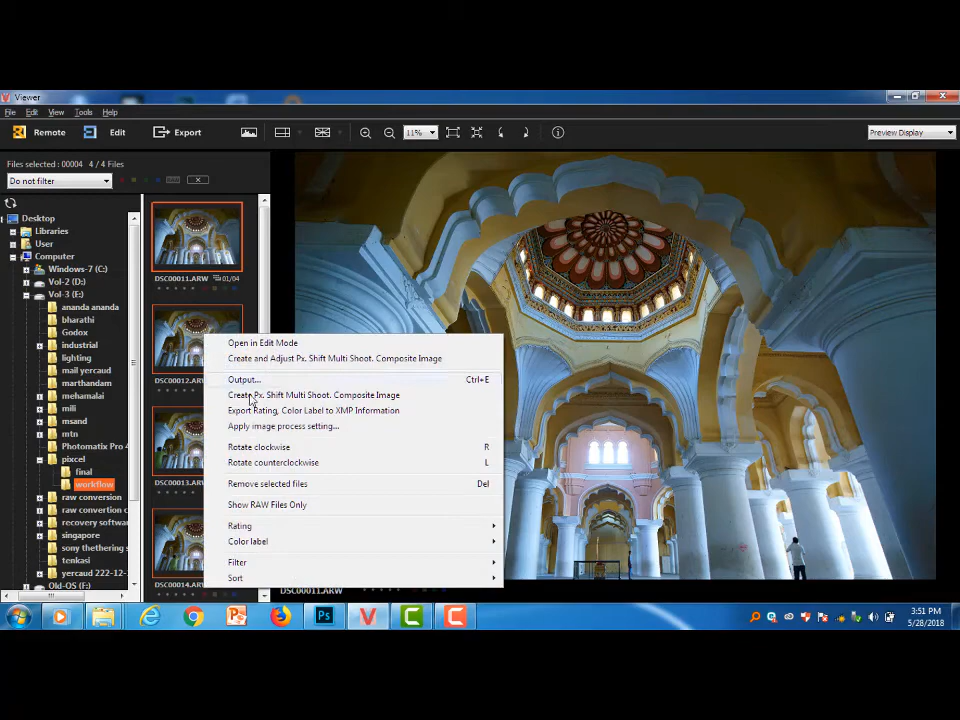 Viewer
File Edit View Tools Help
Remote Edit Export 11% Preview Display
Files selected : 00004 4 / 4 Files
Do not filter
Desktop
Libraries
User
Computer
Windows-7 (C:)
Vol-2 (D:)
Vol-3 (E:)
ananda ananda
bharathi
Godox
industrial
lighting
mail yercaud
marthandam
mehamalai
mili
msand
mtn
Photomatix Pro 4
pixcel
final
workflow
raw conversion
raw convertion c
recovery softwar
singapore
sony thethering s
tenkasi
yercaud 222-12-
Old-OS (F:)
DSC00011.ARW 01/04
DSC00012.ARW
DSC00013.ARW
DSC00014.ARW
Open in Edit Mode
Create and Adjust Px. Shift Multi Shoot. Composite Image
Output... Ctrl+E
Create Px. Shift Multi Shoot. Composite Image
Export Rating, Color Label to XMP Information
Apply image process setting...
Rotate clockwise R
Rotate counterclockwise L
Remove selected files Del
Show RAW Files Only
Rating
Color label
Filter
Sort
DSC00011.ARW
Ps
3:51 PM
5/28/2018